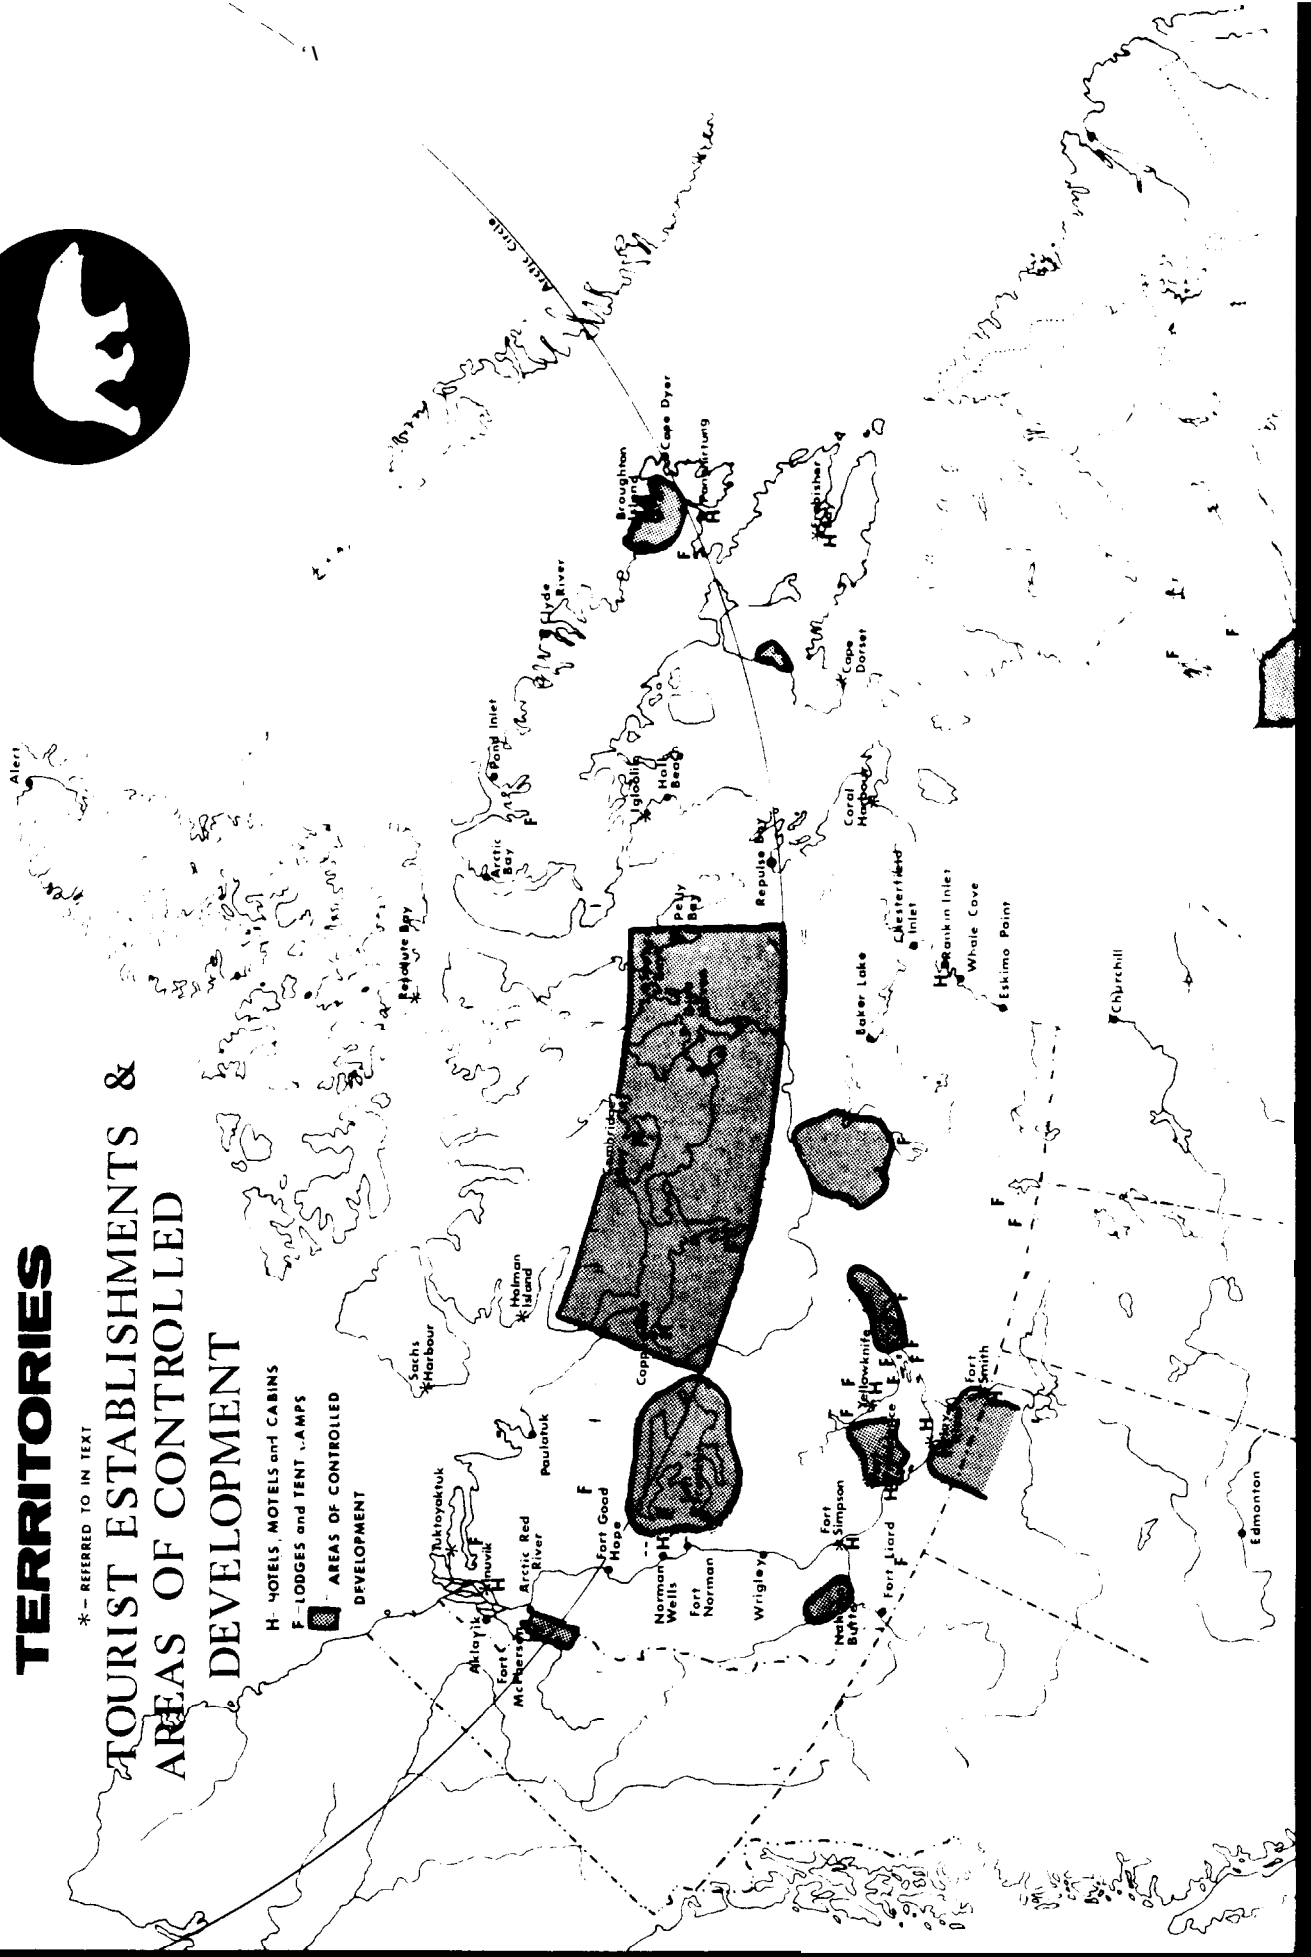 TERRITORIES
*- REFERRED TO IN TEXT
TOURIST ESTABLISHMENTS &
AREAS OF CONTROLLED
DEVELOPMENT
H- HOTELS, MOTELS and CABINS
F- LODGES and TENT CAMPS
- AREAS OF CONTROLLED
DEVELOPMENT
Alert
Arctic Circle
Resolute Bay
*
Arctic
Bay
Pond Inlet
F
Clyde
River
Broughton
Island
Cape Dyer
Pangnirtung
H
F
Frobisher
Bay
*
H
Cape
Dorset
*
Igloolik
*
Hall
Beach
Repulse Bay
Coral
Harbour
*
Pelly
Bay
Sachs
Harbour
*
Holman
Island
*
Cambridge
Paulatuk
Tuktoyaktuk
*
F
Inuvik
H
Aklavik
Fort
McPherson
Arctic Red
River
Fort Good
Hope
F
Norman
Wells
H
Fort
Norman
Wrigley
Fort
Simpson
*
H
Fort Liard
F
Yellowknife
*
H
F
F
F
F
F
H
H
Fort
Smith
*
H
Baker Lake
Chesterfield
Inlet
Rankin Inlet
H
Whale Cove
Eskimo Point
F
F
F
F
F
Churchill
Edmonton